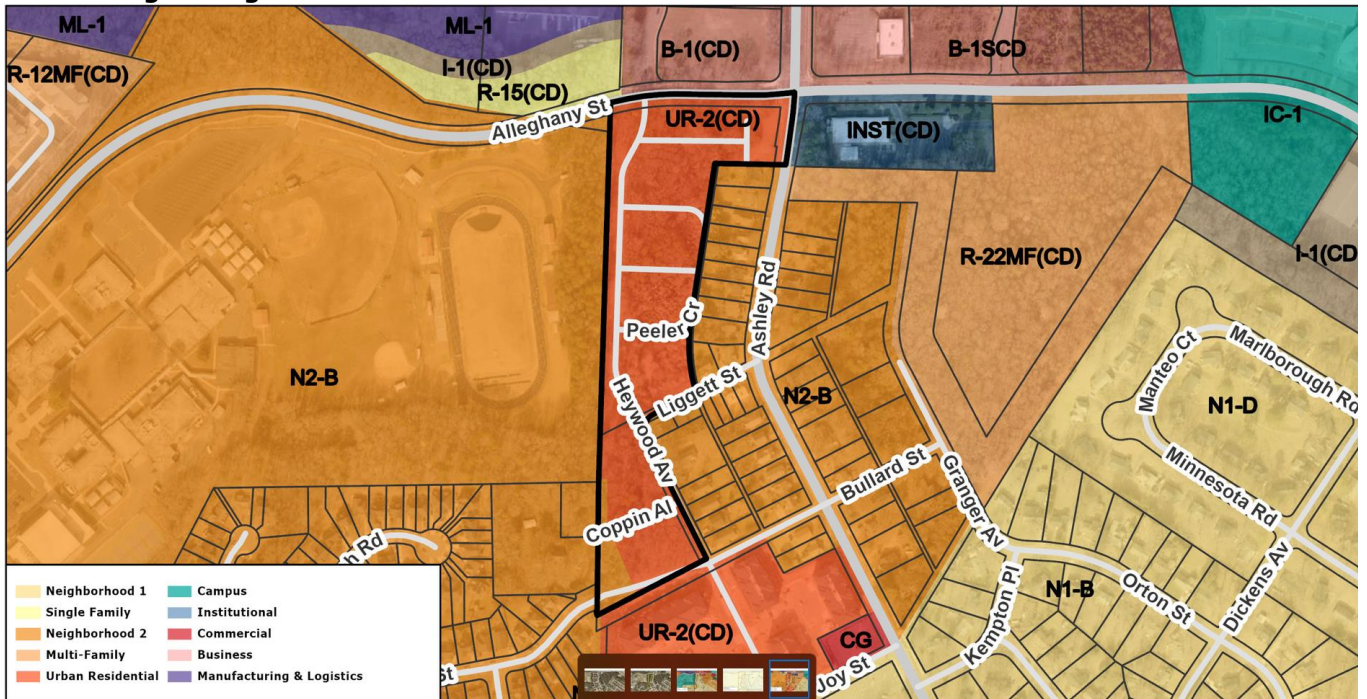 ML-1
ML-1
B-1(CD)
B-1SCD
R-12MF(CD)
I-1(CD)
R-15(CD)
Alleghany St
UR-2(CD)
INST(CD)
IC-1
R-22MF(CD)
I-1(CD
Ashley Rd
Peeler Cr
N2-B
Heywood Av
Liggett St
N2-B
Manteo Ct
Marlborough Rd
N1-D
Minnesota Rd
Bullard St
Granger Av
Coppin Al
h Rd
Kempton Pl
N1-B
Orton St
Dickens Av
UR-2(CD)
CG
Joy St
St
Neighborhood 1
Single Family
Neighborhood 2
Multi-Family
Urban Residential
Campus
Institutional
Commercial
Business
Manufacturing & Logistics